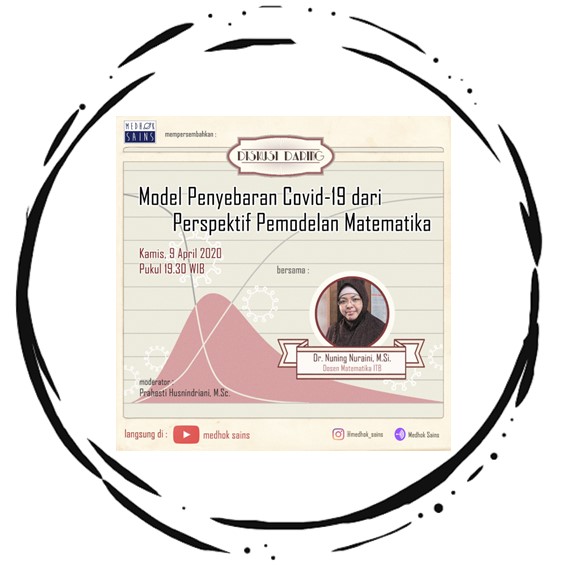 MEDHOK
SAINS
mempersembahkan :
DISKUSI DARING
Model Penyebaran Covid-19 dari
Perspektif Pemodelan Matematika
Kamis, 9 April 2020
Pukul 19.30 WIB
bersama :
Dr. Nuning Nuraini, M.Si.
Dosen Matematika ITB
moderator :
Prahasti Husnindriani, M.Sc.
langsung di :
medhok sains
@medhok_sains
Medhok Sains